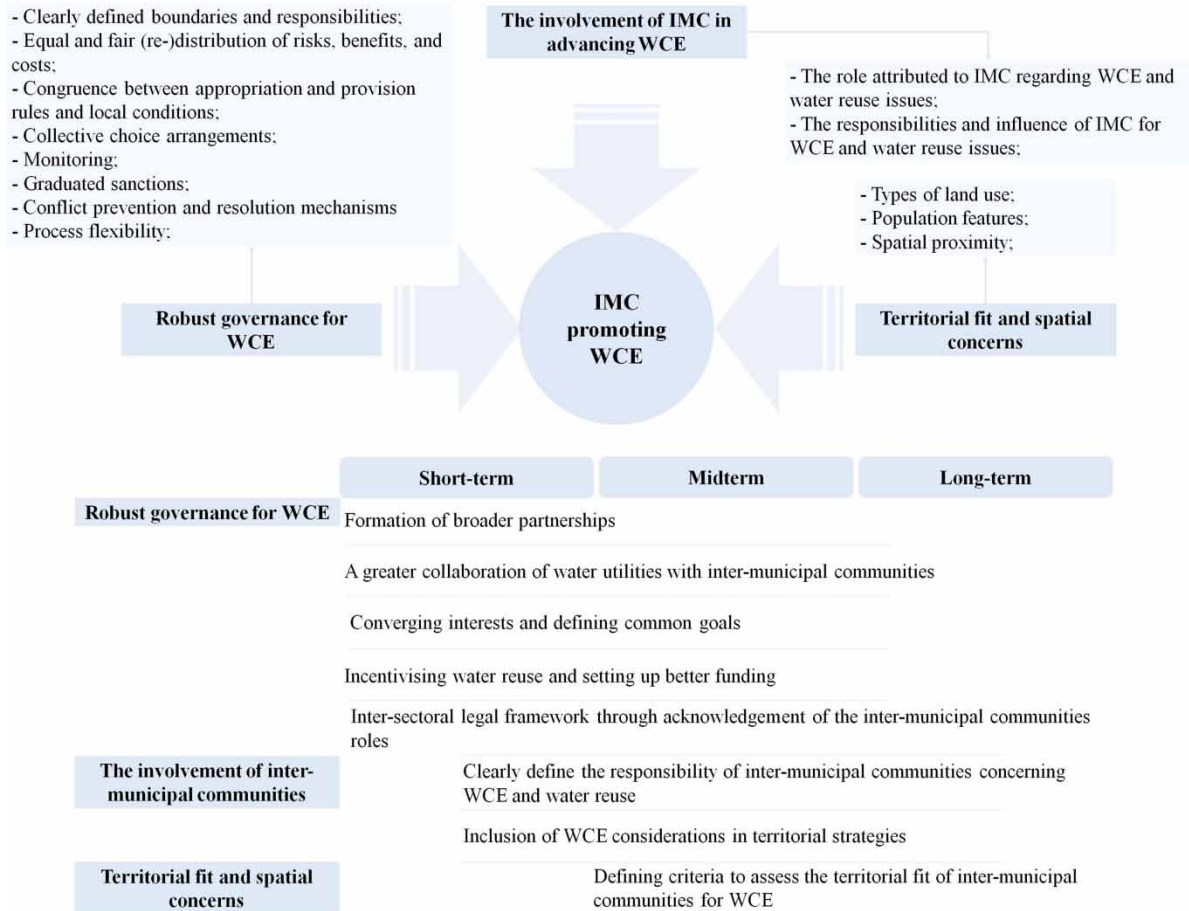 - Clearly defined boundaries and responsibilities;
- Equal and fair (re-)distribution of risks, benefits, and
costs;
- Congruence between appropriation and provision
rules and local conditions;
- Collective choice arrangements;
- Monitoring;
- Graduated sanctions;
- Conflict prevention and resolution mechanisms
- Process flexibility;
The involvement of IMC in
advancing WCE
- The role attributed to IMC regarding WCE and
water reuse issues;
- The responsibilities and influence of IMC for
WCE and water reuse issues;
- Types of land use;
- Population features;
- Spatial proximity;
Robust governance for
WCE
IMC
promoting
WCE
Territorial fit and spatial
concerns
Short-term
Midterm
Long-term
Robust governance for WCE
Formation of broader partnerships
A greater collaboration of water utilities with inter-municipal communities
Converging interests and defining common goals
Incentivising water reuse and setting up better funding
Inter-sectoral legal framework through acknowledgement of the inter-municipal communities
roles
The involvement of inter-
municipal communities
Clearly define the responsibility of inter-municipal communities concerning
WCE and water reuse
Inclusion of WCE considerations in territorial strategies
Territorial fit and spatial
concerns
Defining criteria to assess the territorial fit of inter-municipal
communities for WCE